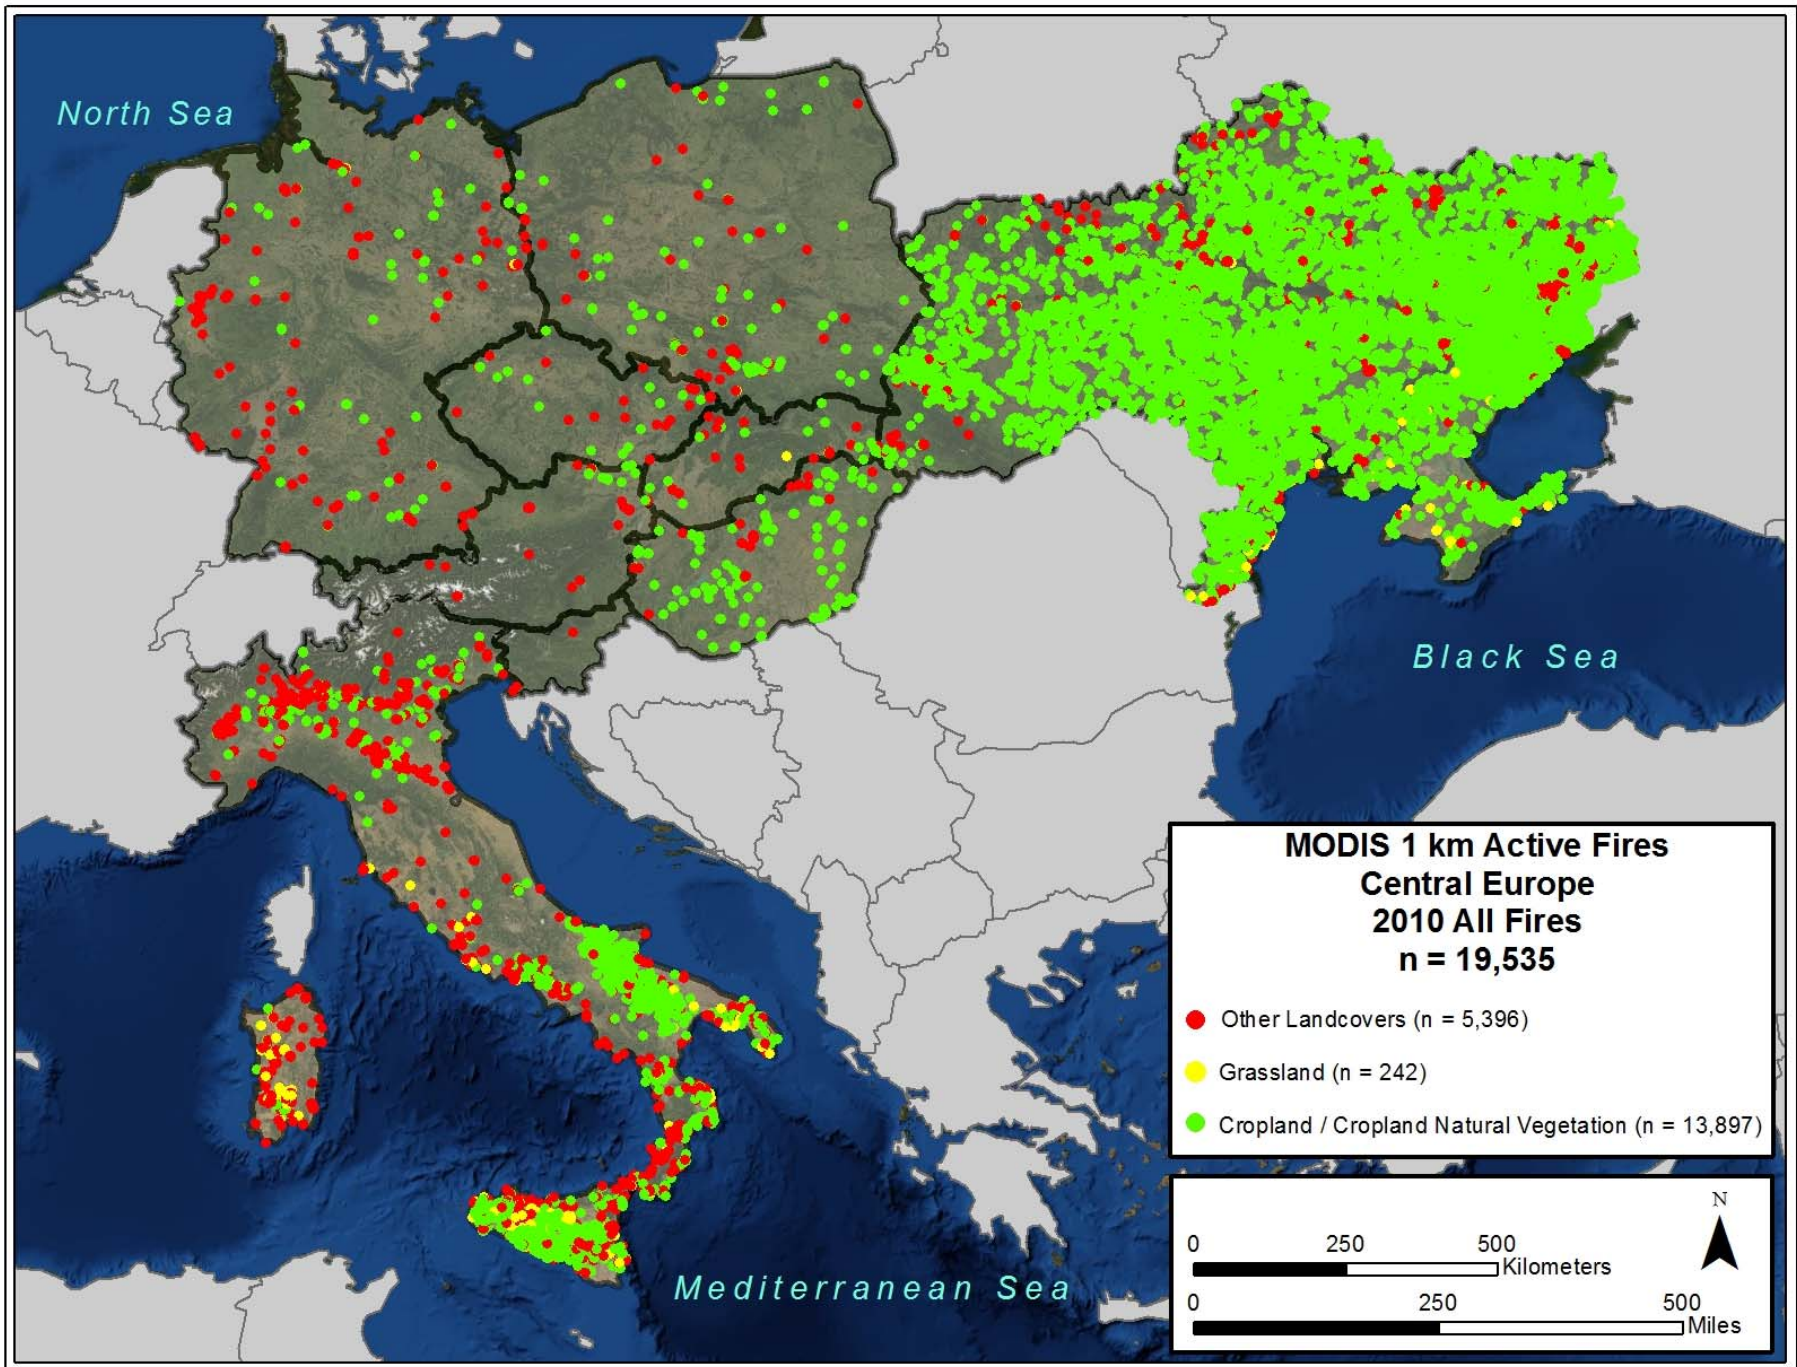 North Sea
Black Sea
Mediterranean Sea
MODIS 1 km Active Fires
Central Europe
2010 All Fires
n = 19,535
Other Landcovers (n = 5,396)
Grassland (n = 242)
Cropland / Cropland Natural Vegetation (n = 13,897)
N
0 250 500
Kilometers
0 250 500
Miles